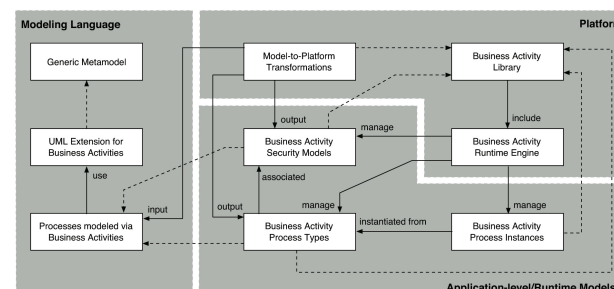 Modeling Language
Platform
Generic Metamodel
Model-to-Platform
Transformations
Business Activity
Library
output
include
UML Extension for
Business Activities
Business Activity
Security Models
manage
Business Activity
Runtime Engine
use
associated
input
output
manage
manage
Processes modeled via
Business Activities
Business Activity
Process Types
instantiated from
Business Activity
Process Instances
Application-level/Runtime Models